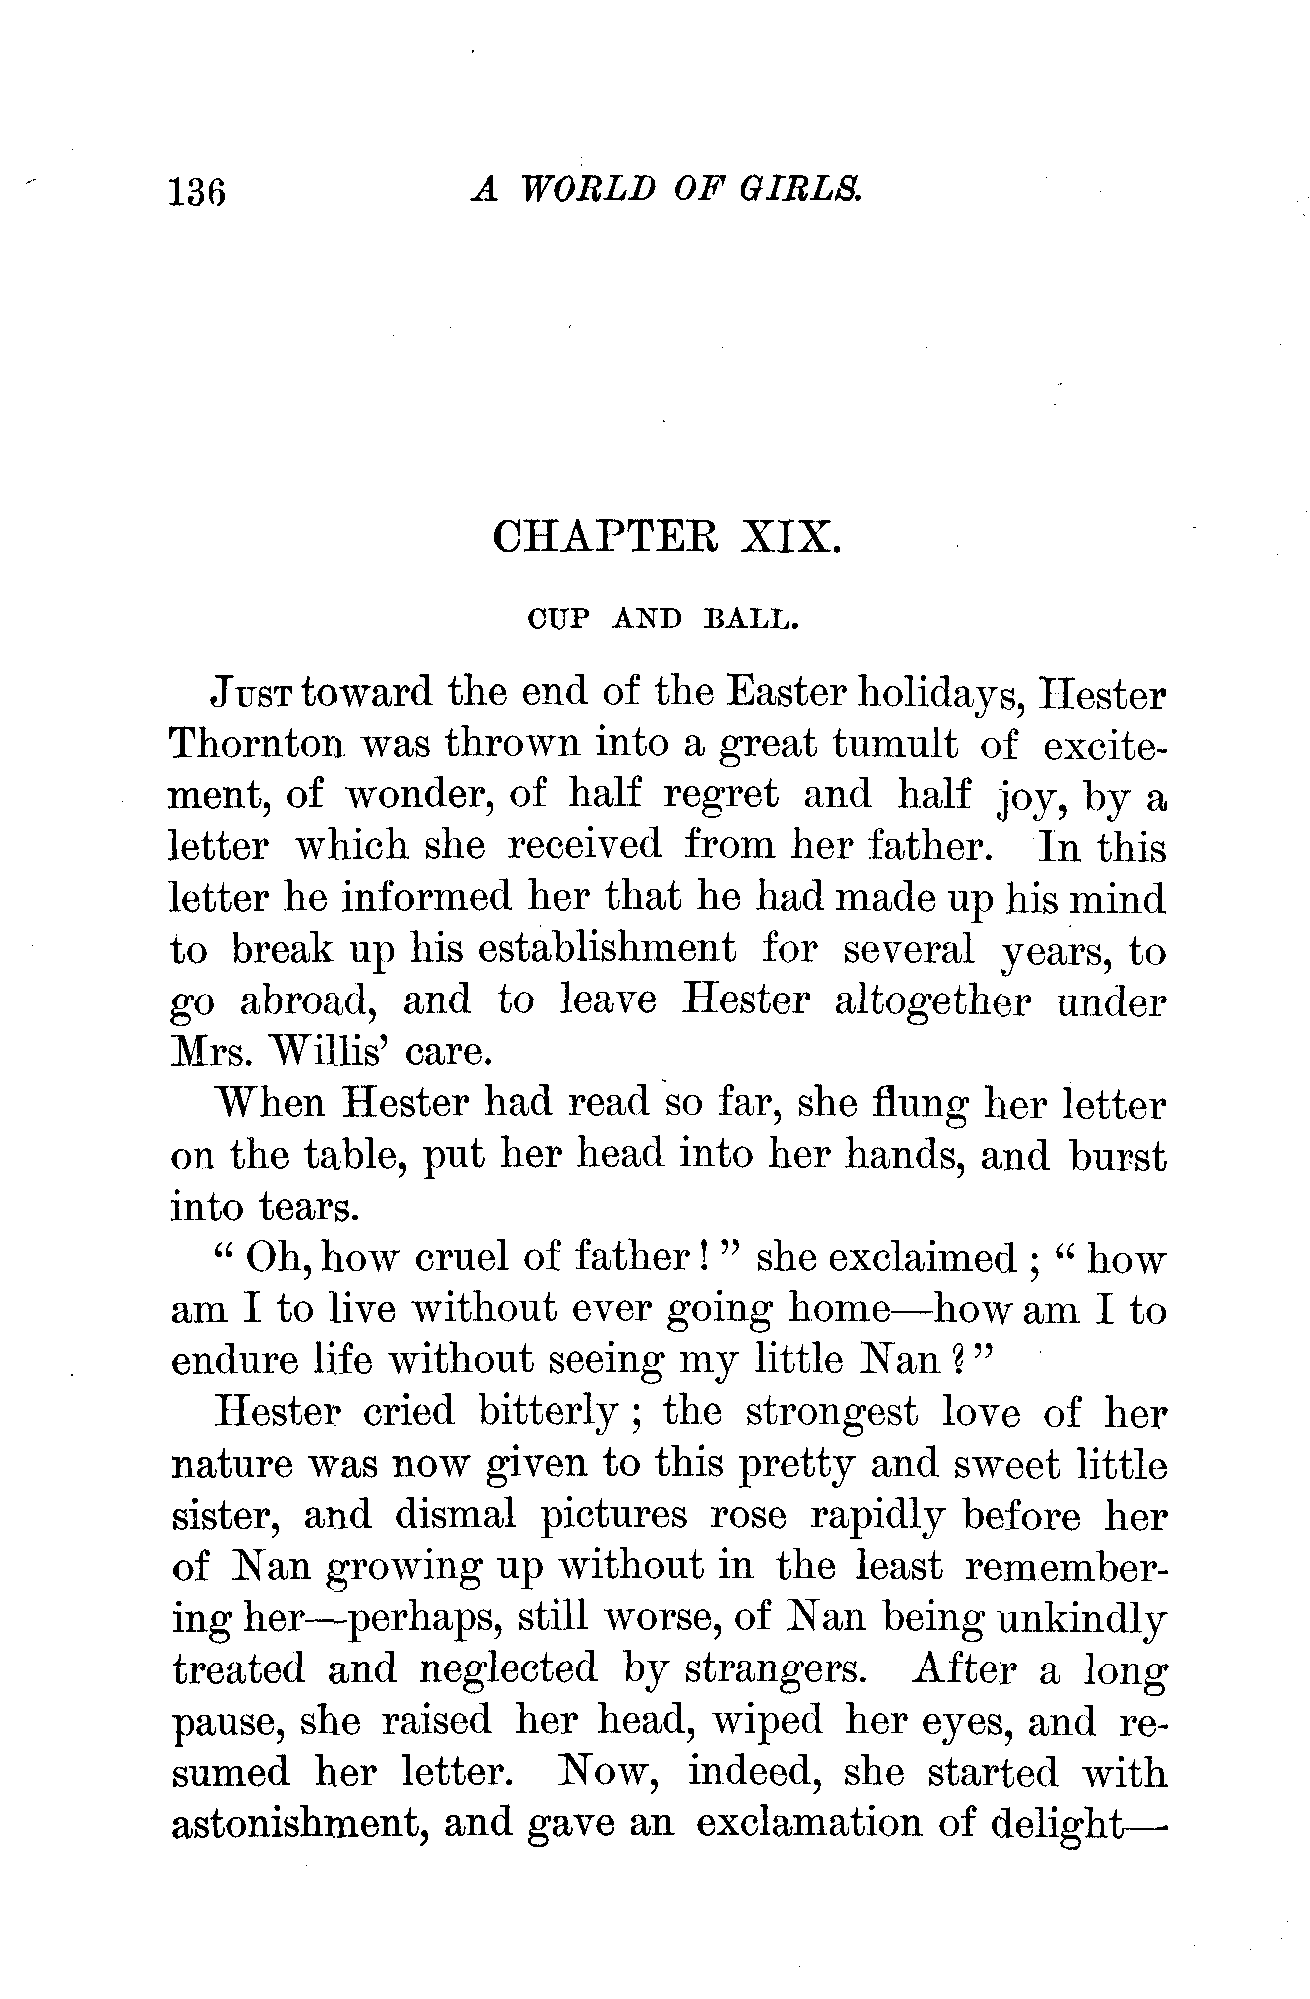 136 A WORLD OF GIRLS.
CHAPTER XIX.
CUP AND BALL.
JUST toward the end of the Easter holidays, Hester
Thornton was thrown into a great tumult of excite-
ment, of wonder, of half regret and half joy, by a
letter which she received from her father. In this
letter he informed her that he had made up his mind
to break up his establishment for several years, to
go abroad, and to leave Hester altogether under
Mrs. Willis' care.
When Hester had read so far, she flung her letter
on the table, put her head into her hands, and burst
into tears.
“ Oh, how cruel of father ! ” she exclaimed ; “ how
am I to live without ever going home—how am I to
endure life without seeing my little Nan ? ”
Hester cried bitterly ; the strongest love of her
nature was now given to this pretty and sweet little
sister, and dismal pictures rose rapidly before her
of Nan growing up without in the least remember-
ing her—perhaps, still worse, of Nan being unkindly
treated and neglected by strangers. After a long
pause, she raised her head, wiped her eyes, and re-
sumed her letter. Now, indeed, she started with
astonishment, and gave an exclamation of delight—